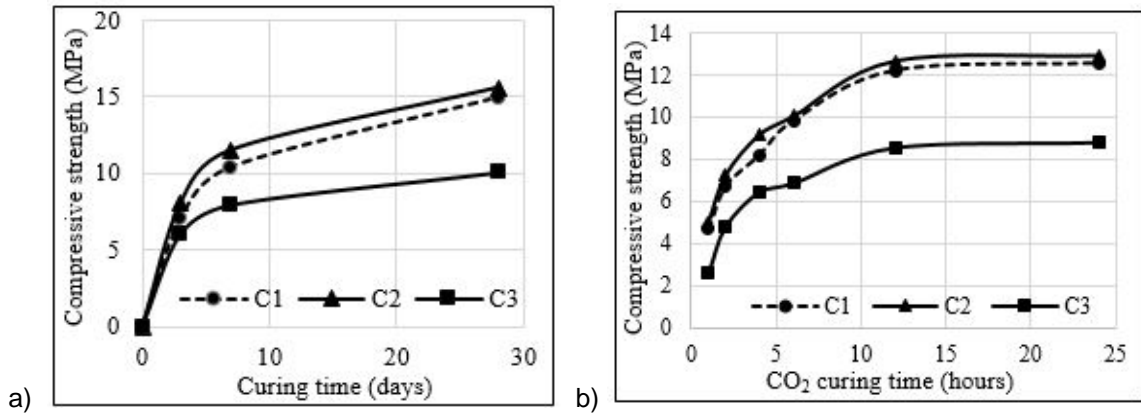 Compressive strength (MPa)
20
15
10
5
0
C1 C2 C3
0 10 20 30
Curing time (days)
a)
Compressive strength (MPa)
14
12
10
8
6
4
2
0
C1 C2 C3
0 5 10 15 20 25
CO₂ curing time (hours)
b)